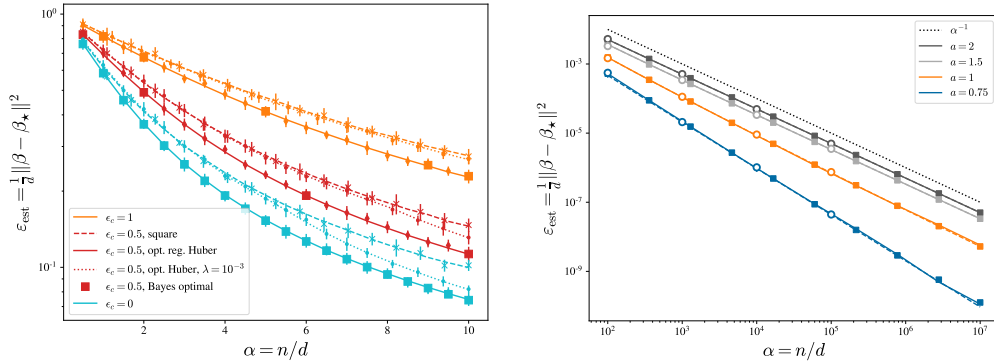 10⁰
10⁻¹
ε_est = 1/d ||β − β⋆||²
2
4
6
8
10
α = n/d
ϵ_c = 1
ϵ_c = 0.5, square
ϵ_c = 0.5, opt. reg. Huber
ϵ_c = 0.5, opt. Huber, λ = 10⁻³
ϵ_c = 0.5, Bayes optimal
ϵ_c = 0
10⁻³
10⁻⁵
10⁻⁷
10⁻⁹
ε_est = 1/d ||β − β⋆||²
10²
10³
10⁴
10⁵
10⁶
10⁷
α = n/d
α⁻¹
a = 2
a = 1.5
a = 1
a = 0.75